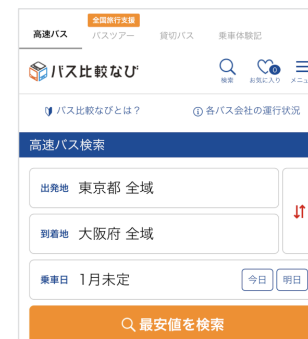 全国旅行支援
高速バス バスツアー 貸切バス 乗車体験記
バス比較なび
検索 お気に入り 0 メニュー
バス比較なびとは？ 各バス会社の運行状況
高速バス検索
出発地 東京都 全域
到着地 大阪府 全域
乗車日 1月未定 今日 明日
最安値を検索